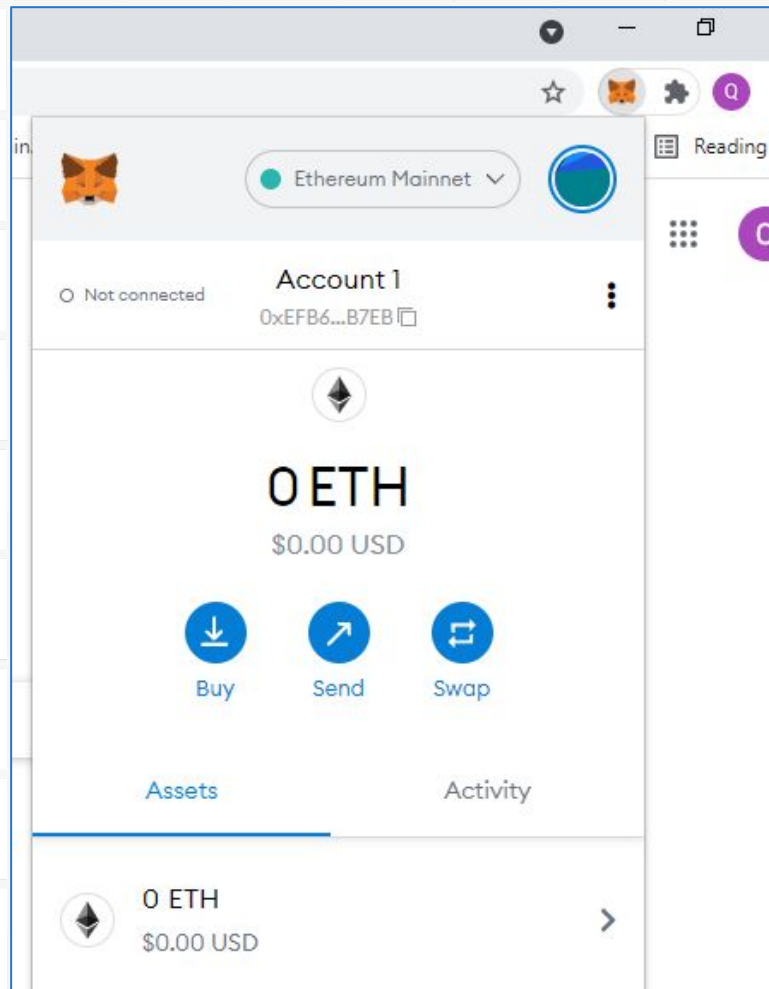 Q
in
Reading
Ethereum Mainnet
Not connected
Account 1
0xEFB6...B7EB
0 ETH
$0.00 USD
Buy
Send
Swap
Assets
Activity
0 ETH
$0.00 USD